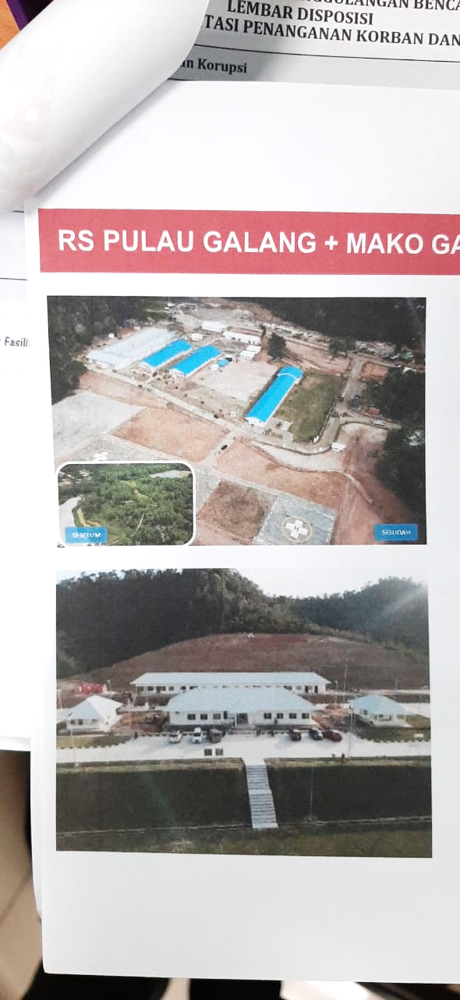 LEMBAR DISPOSISI
TASI PENANGANAN KORBAN DAN
Korupsi
Fasili
RS PULAU GALANG + MAKO GA
SEBELUM
SESUDAH
H